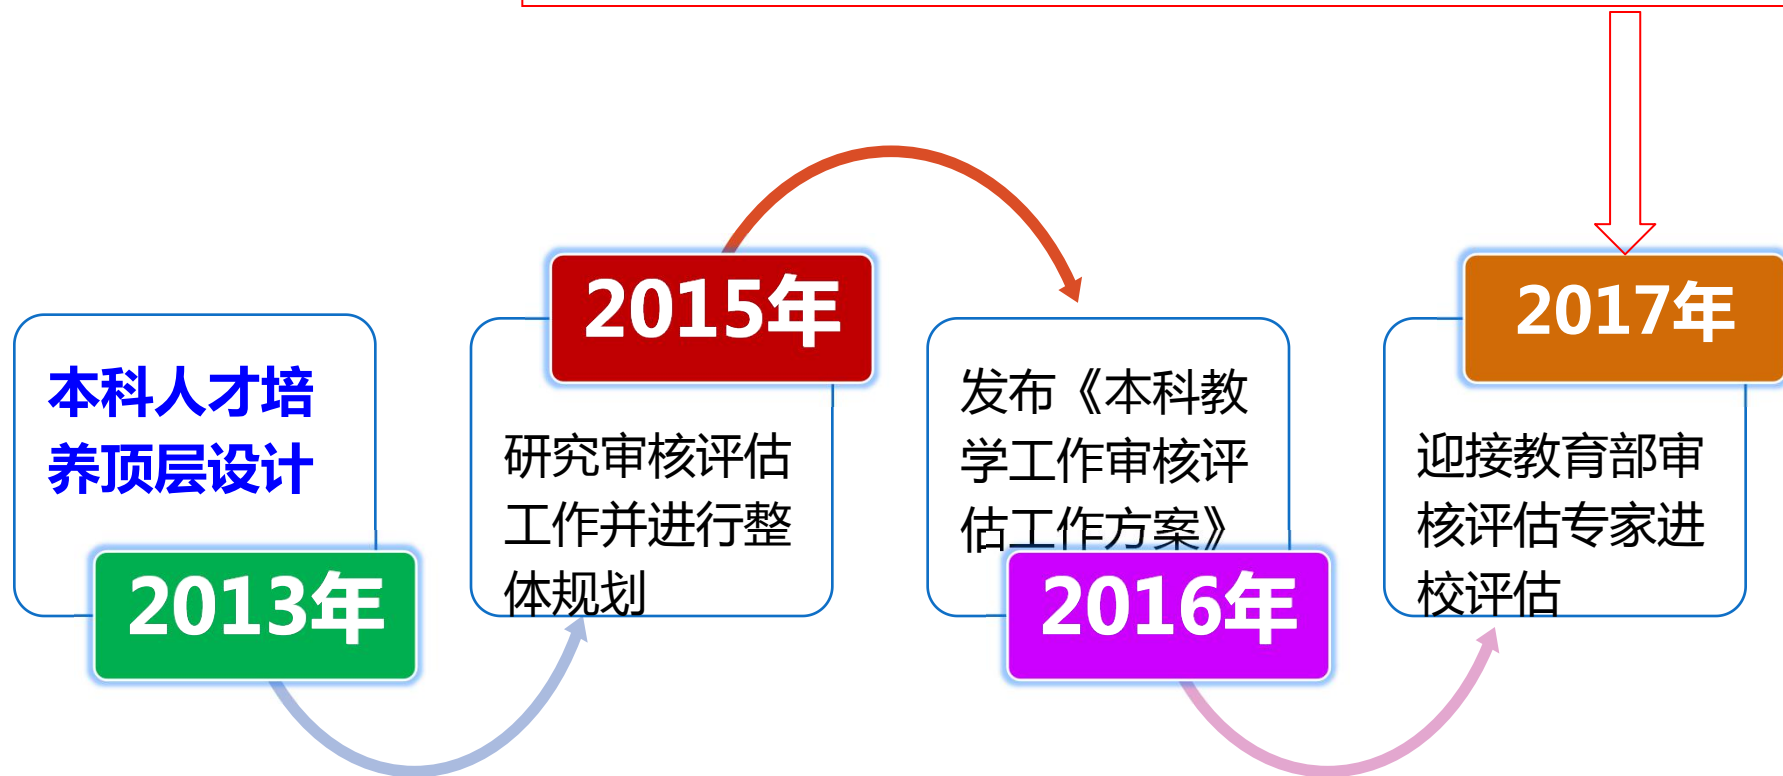 本科人才培
养顶层设计
2013年
2015年
研究审核评估
工作并进行整
体规划
发布《本科教
学工作审核评
估工作方案》
2016年
2017年
迎接教育部审
核评估专家进
校评估